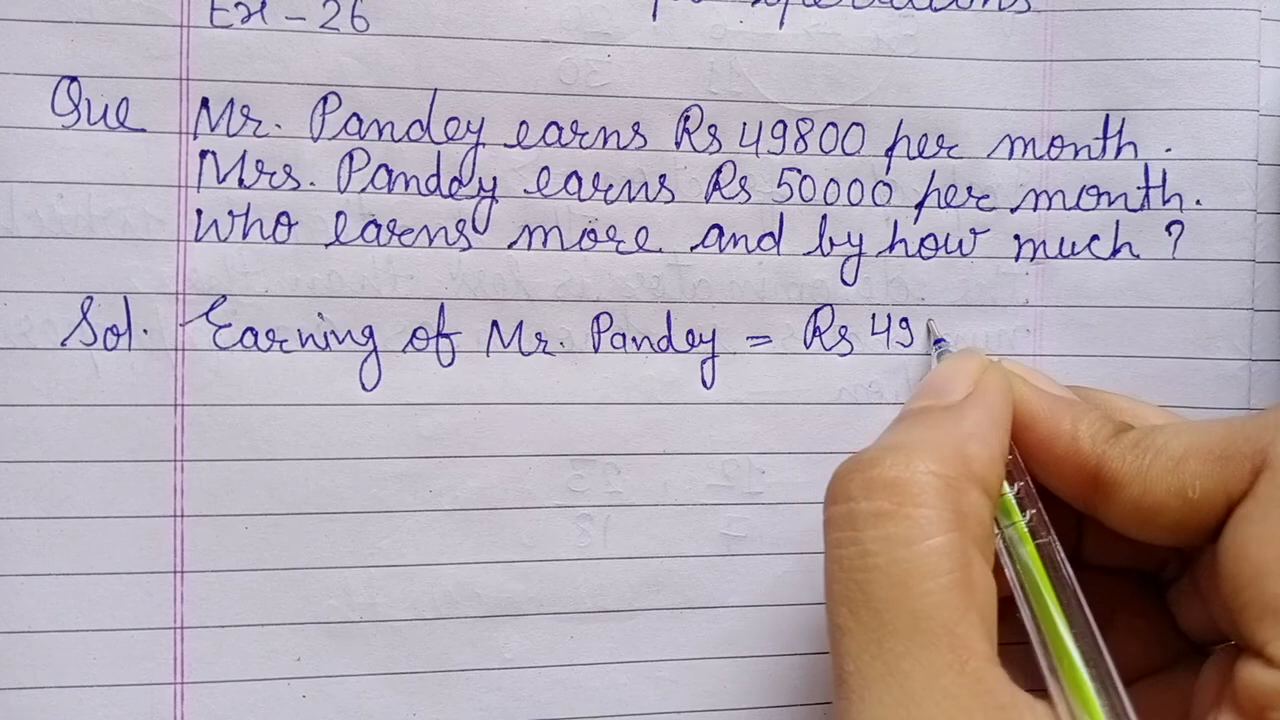 Ex - 26 operations
Que Mr. Pandey earns Rs 49800 per month.
Mrs. Pandey earns Rs 50000 per month.
Who earns more and by how much ?
Sol. Earning of Mr. Pandey = Rs 49